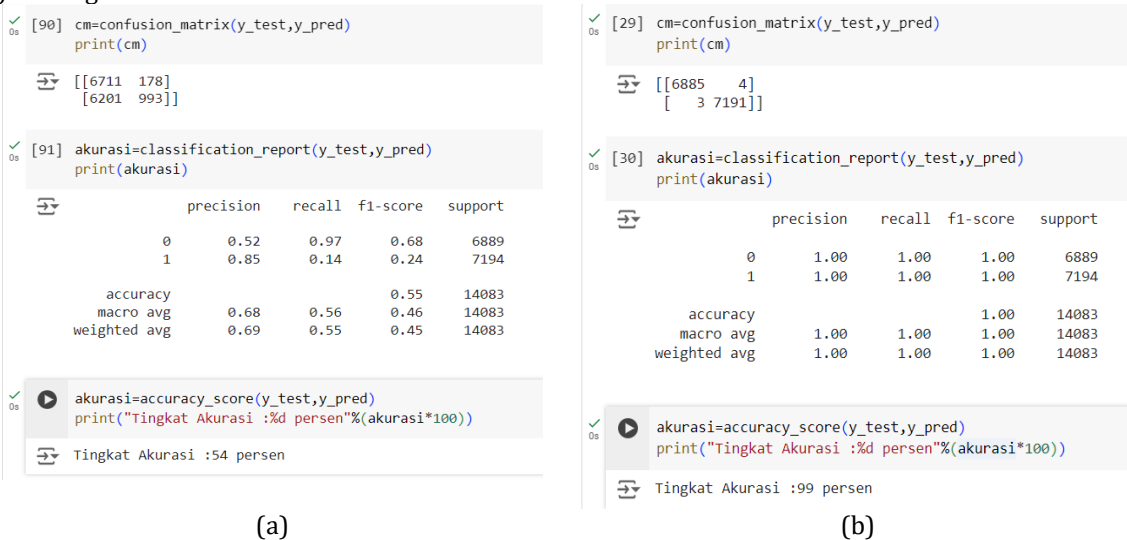 [90] cm=confusion_matrix(y_test,y_pred)
print(cm)
0s
[[6711 178]
[6201 993]]
[91] akurasi=classification_report(y_test,y_pred)
print(akurasi)
0s
precision recall f1-score support
0 0.52 0.97 0.68 6889
1 0.85 0.14 0.24 7194
accuracy 0.55 14083
macro avg 0.68 0.56 0.46 14083
weighted avg 0.69 0.55 0.45 14083
akurasi=accuracy_score(y_test,y_pred)
0s
print("Tingkat Akurasi :%d persen"%(akurasi*100))
Tingkat Akurasi :54 persen
(a)
[29] cm=confusion_matrix(y_test,y_pred)
0s
print(cm)
[[6885 4]
[ 3 7191]]
[30] akurasi=classification_report(y_test,y_pred)
0s
print(akurasi)
precision recall f1-score support
0 1.00 1.00 1.00 6889
1 1.00 1.00 1.00 7194
accuracy 1.00 14083
macro avg 1.00 1.00 1.00 14083
weighted avg 1.00 1.00 1.00 14083
akurasi=accuracy_score(y_test,y_pred)
0s
print("Tingkat Akurasi :%d persen"%(akurasi*100))
Tingkat Akurasi :99 persen
(b)